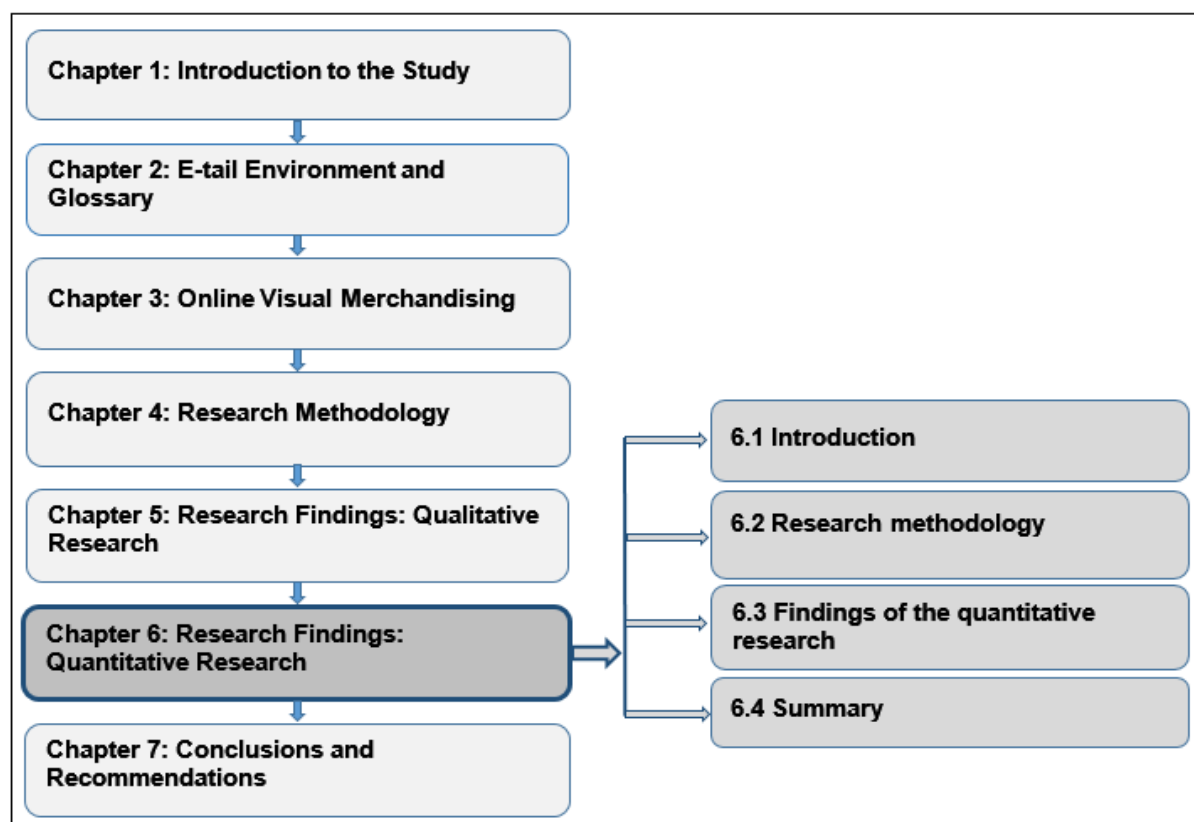 Chapter 1: Introduction to the Study
Chapter 2: E-tail Environment and
Glossary
Chapter 3: Online Visual Merchandising
Chapter 4: Research Methodology
Chapter 5: Research Findings: Qualitative
Research
Chapter 6: Research Findings:
Quantitative Research
Chapter 7: Conclusions and
Recommendations
6.1 Introduction
6.2 Research methodology
6.3 Findings of the quantitative
research
6.4 Summary